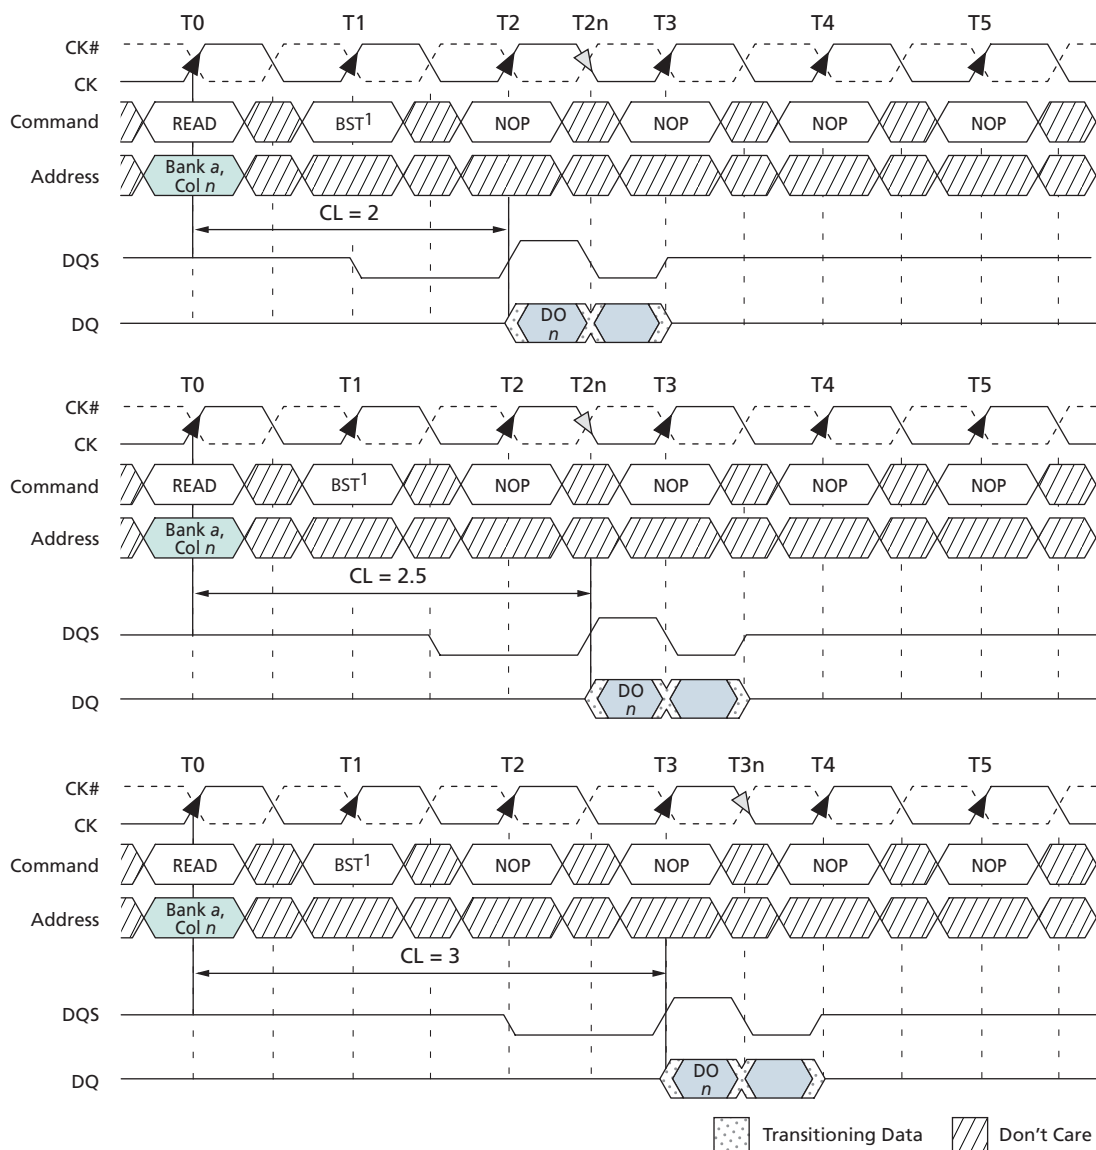 T0 T1 T2 T2n T3 T4 T5
CK#
CK
Command READ BST1 NOP NOP NOP NOP
Address Bank a,
Col n
CL = 2
DQS
DQ DO
n
T0 T1 T2 T2n T3 T4 T5
CK#
CK
Command READ BST1 NOP NOP NOP NOP
Address Bank a,
Col n
CL = 2.5
DQS
DQ DO
n
T0 T1 T2 T3 T3n T4 T5
CK#
CK
Command READ BST1 NOP NOP NOP NOP
Address Bank a,
Col n
CL = 3
DQS
DQ DO
n
Transitioning Data Don't Care